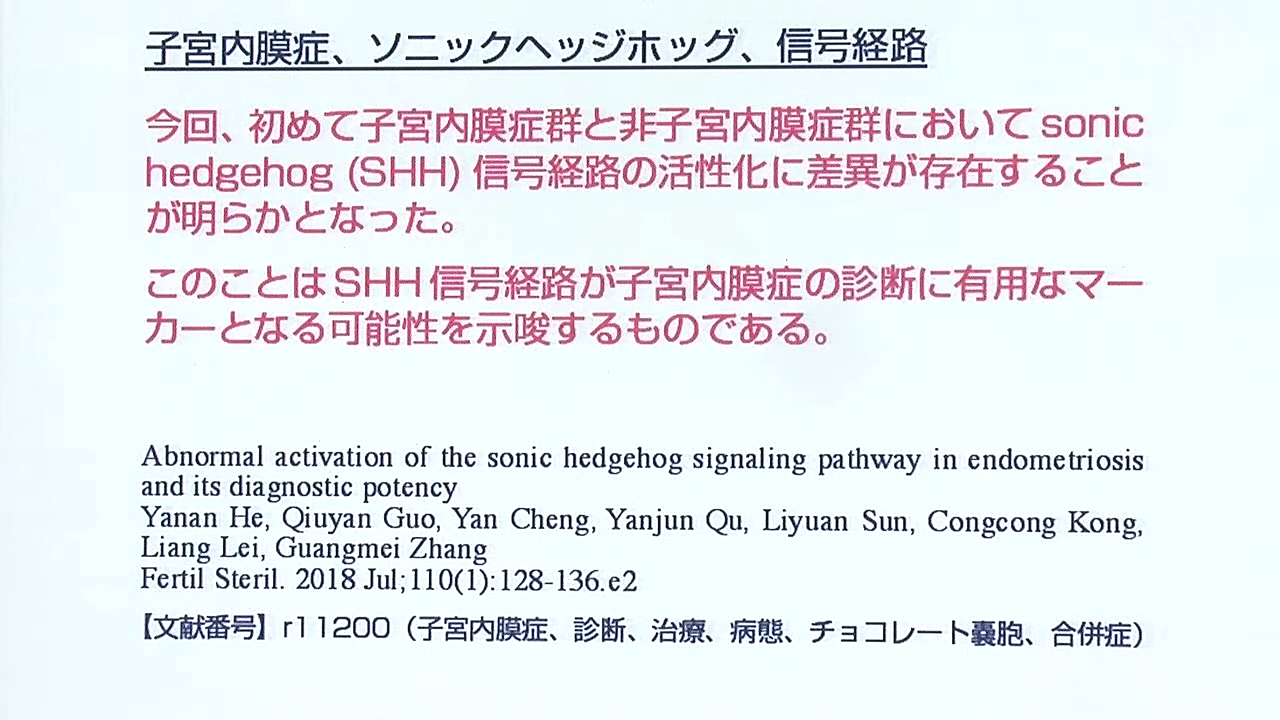 子宮内膜症、ソニックヘッジホッグ、信号経路
今回、初めて子宮内膜症群と非子宮内膜症群においてsonic
hedgehog (SHH) 信号経路の活性化に差異が存在すること
が明らかとなった。
このことはSHH信号経路が子宮内膜症の診断に有用なマー
カーとなる可能性を示唆するものである。
Abnormal activation of the sonic hedgehog signaling pathway in endometriosis
and its diagnostic potency
Yanan He, Qiuyan Guo, Yan Cheng, Yanjun Qu, Liyuan Sun, Congcong Kong,
Liang Lei, Guangmei Zhang
Fertil Steril. 2018 Jul;110(1):128-136.e2
【文献番号】r11200（子宮内膜症、診断、治療、病態、チョコレート嚢胞、合併症）